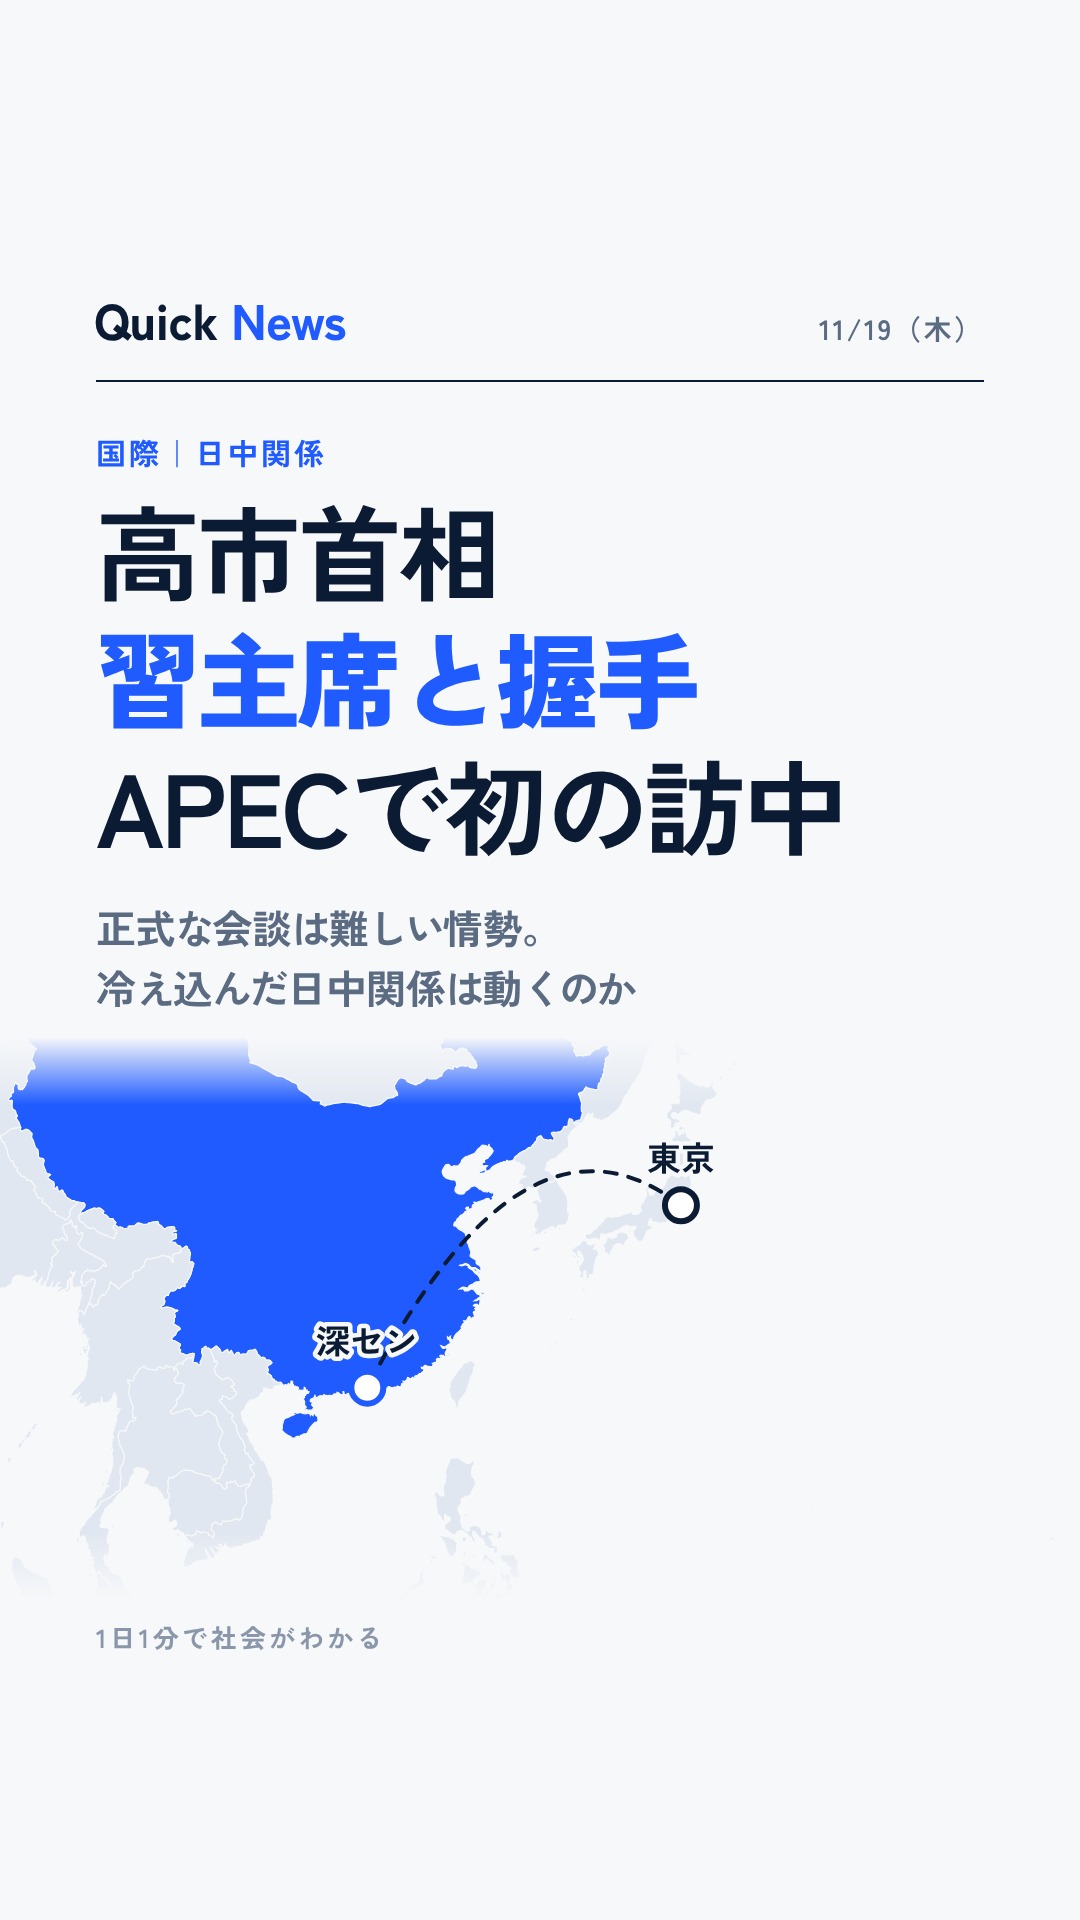 Quick News
11/19（木）
国際｜日中関係
高市首相
習主席と握手
APECで初の訪中
正式な会談は難しい情勢。
冷え込んだ日中関係は動くのか
東京
深セン
1日1分で社会がわかる